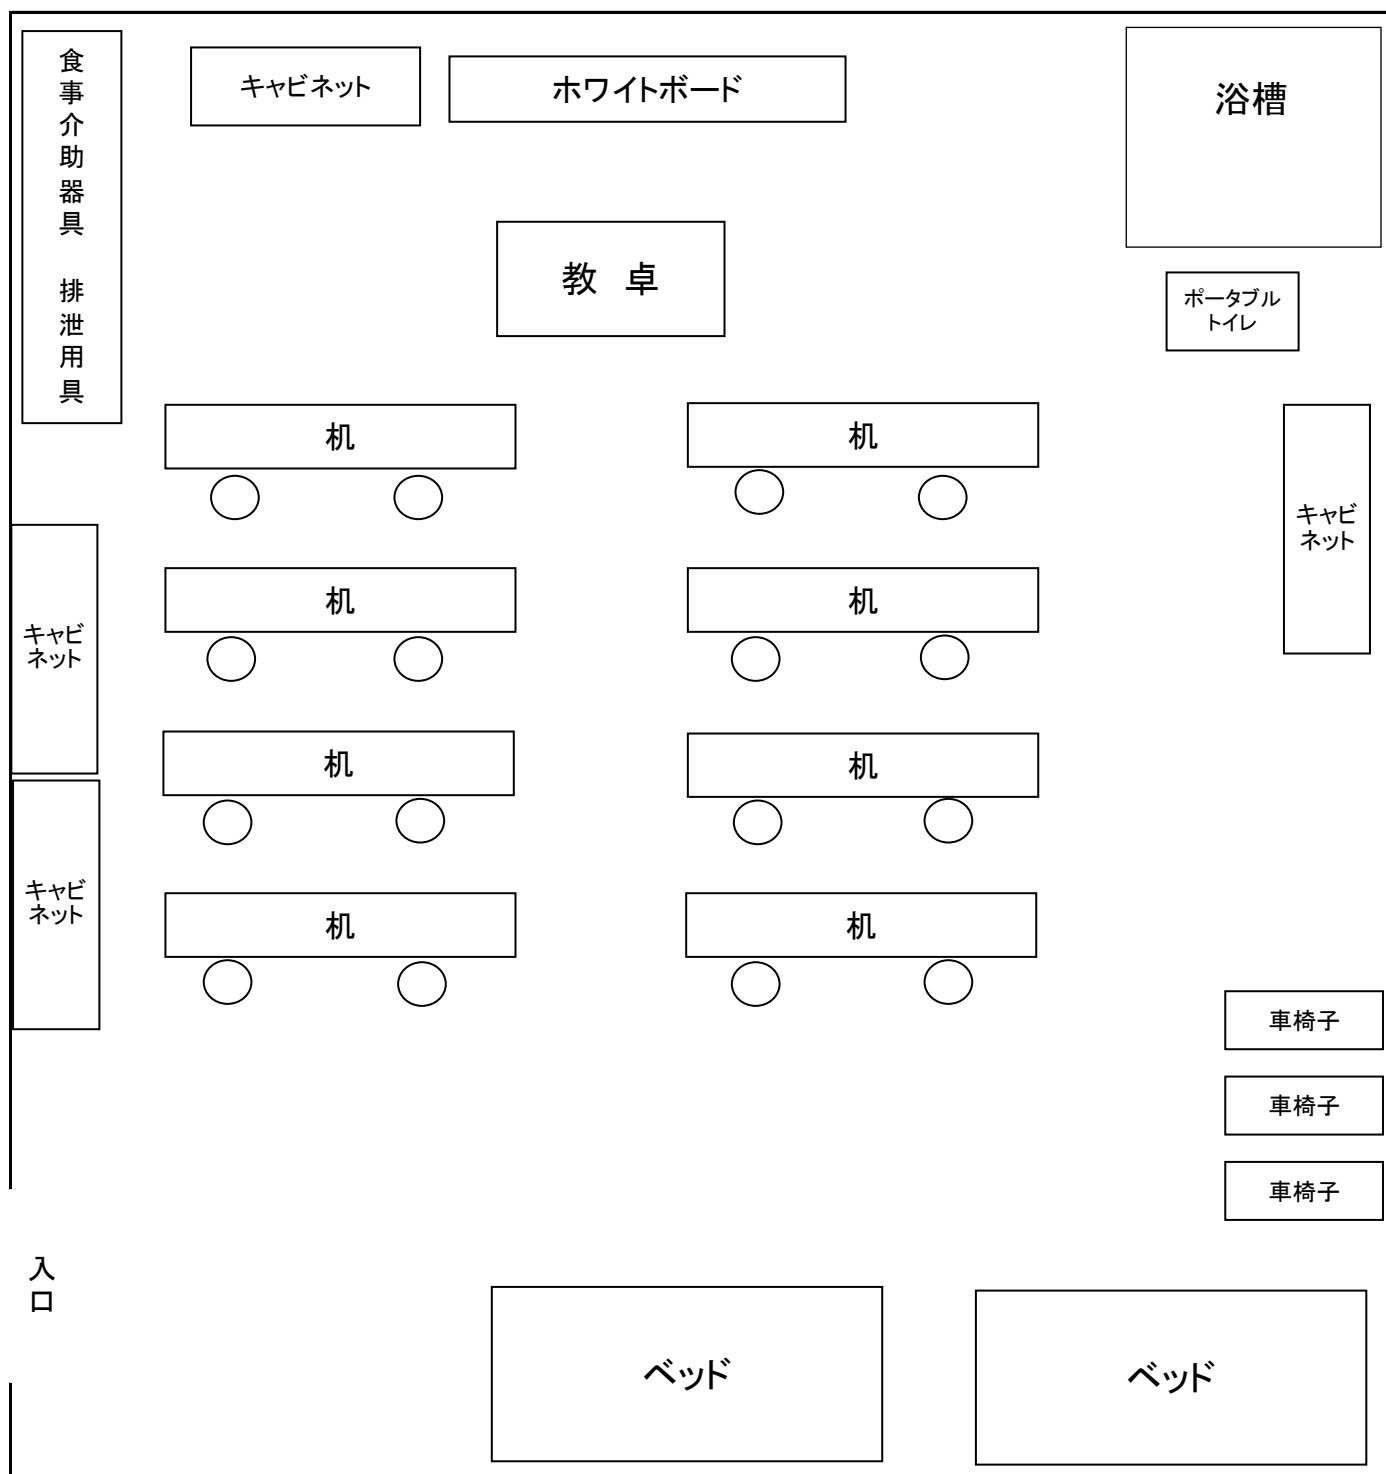 食事介助器具　排泄用具
キャビネット
ホワイトボード
浴槽
教　卓
ポータブル
トイレ
机
机
キャビ
ネット
机
机
キャビ
ネット
机
机
キャビ
ネット
机
机
車椅子
車椅子
車椅子
入口
ベッド
ベッド